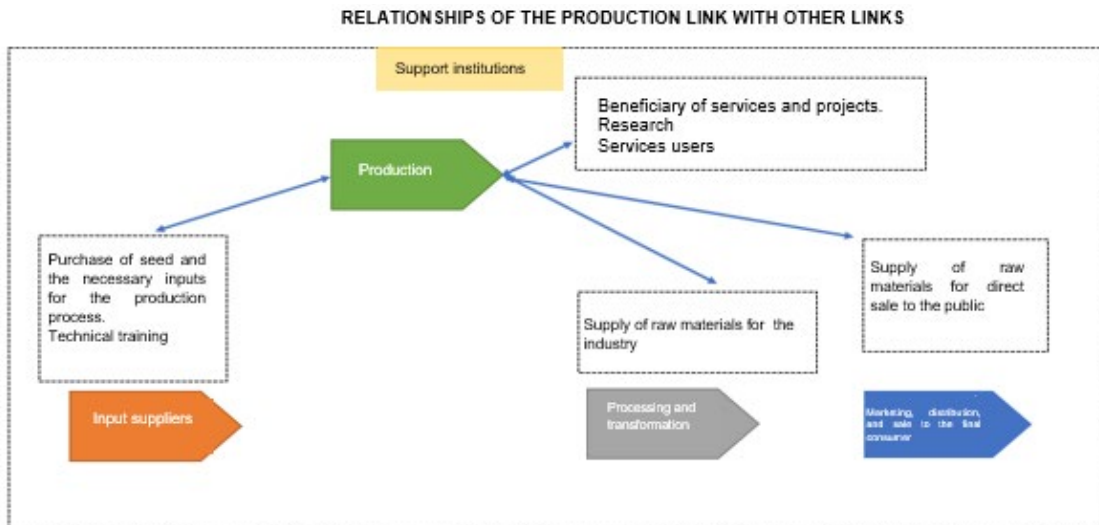 RELATIONSHIPS OF THE PRODUCTION LINK WITH OTHER LINKS
Support institutions
Beneficiary of services and projects.
Research
Services users
Production
Purchase of seed and
the necessary inputs
for the production
process.
Technical training
Supply of raw materials for the
industry
Supply of raw
materials for direct
sale to the public
Input suppliers
Processing and
transformation
Marketing, distribution,
and sale to the final
consumer